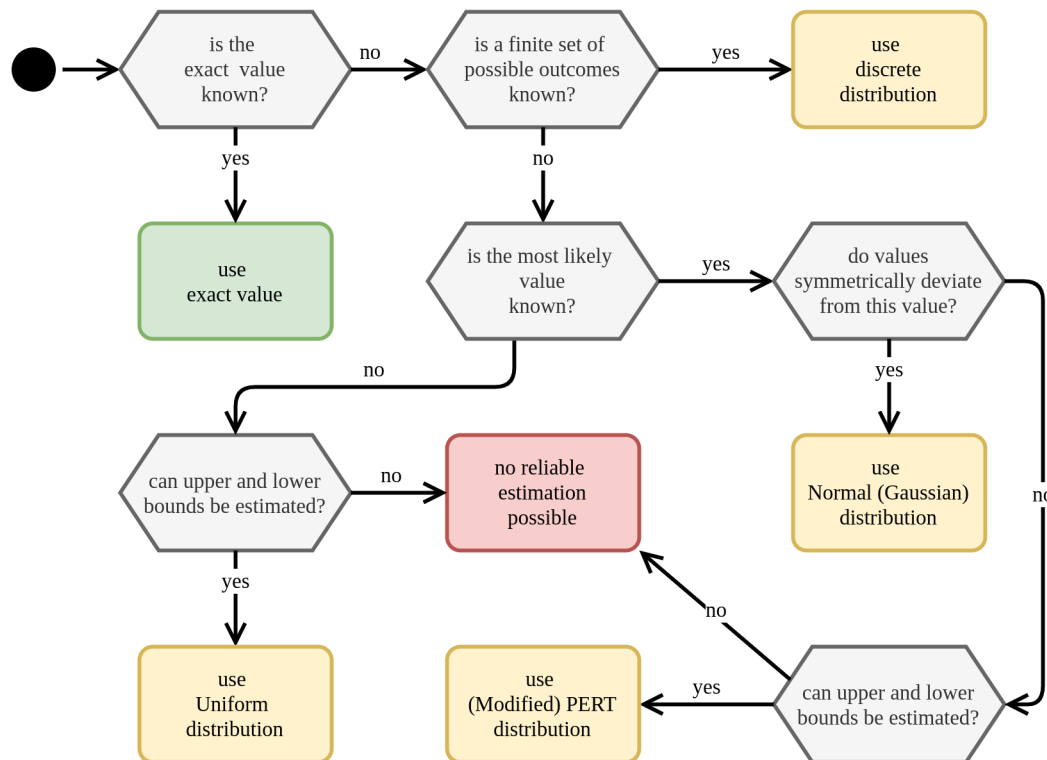 is the
exact value
known?
no
is a finite set of
possible outcomes
known?
yes
use
discrete
distribution
yes
no
use
exact value
is the most likely
value
known?
yes
do values
symmetrically deviate
from this value?
no
yes
can upper and lower
bounds be estimated?
no
no reliable
estimation
possible
use
Normal (Gaussian)
distribution
no
yes
no
use
Uniform
distribution
use
(Modified) PERT
distribution
yes
can upper and lower
bounds be estimated?